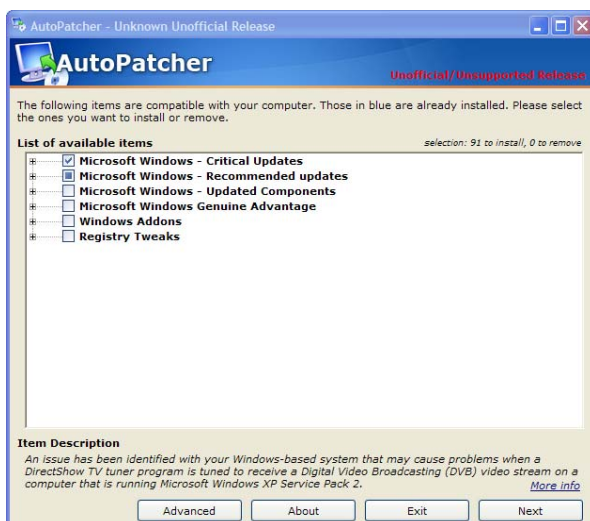 AutoPatcher - Unknown Unofficial Release
AutoPatcher
Unofficial/Unsupported Release
The following items are compatible with your computer. Those in blue are already installed. Please select
the ones you want to install or remove.
List of available items
selection: 91 to install, 0 to remove
Microsoft Windows - Critical Updates
Microsoft Windows - Recommended updates
Microsoft Windows - Updated Components
Microsoft Windows Genuine Advantage
Windows Addons
Registry Tweaks
Item Description
An issue has been identified with your Windows-based system that may cause problems when a
DirectShow TV tuner program is tuned to receive a Digital Video Broadcasting (DVB) video stream on a
computer that is running Microsoft Windows XP Service Pack 2.
More info
Advanced
About
Exit
Next